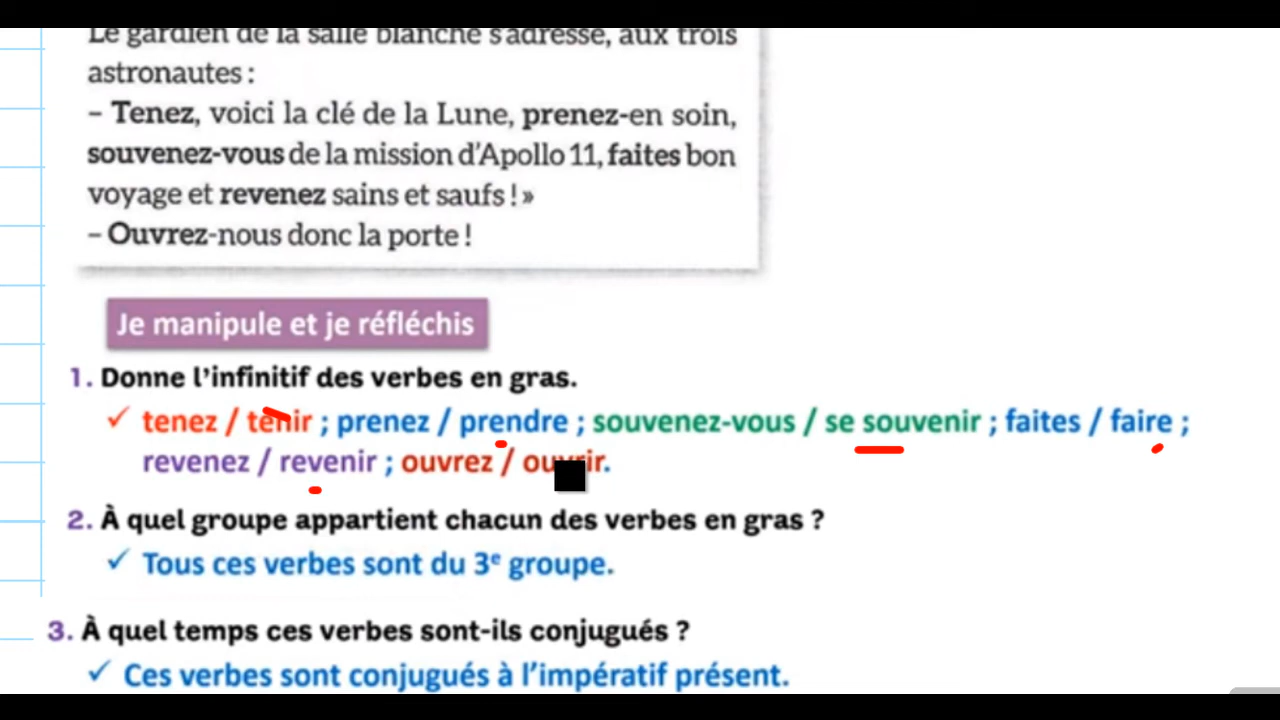 Le gardien de la salle blanche s'adresse, aux trois
astronautes :
– Tenez, voici la clé de la Lune, prenez-en soin,
souvenez-vous de la mission d'Apollo 11, faites bon
voyage et revenez sains et saufs ! »
– Ouvrez-nous donc la porte !
Je manipule et je réfléchis
1. Donne l'infinitif des verbes en gras.
✓ tenez / tenir ; prenez / prendre ; souvenez-vous / se souvenir ; faites / faire ;
revenez / revenir ; ouvrez / ouvrir.
2. À quel groupe appartient chacun des verbes en gras ?
✓ Tous ces verbes sont du 3e groupe.
3. À quel temps ces verbes sont-ils conjugués ?
✓ Ces verbes sont conjugués à l'impératif présent.